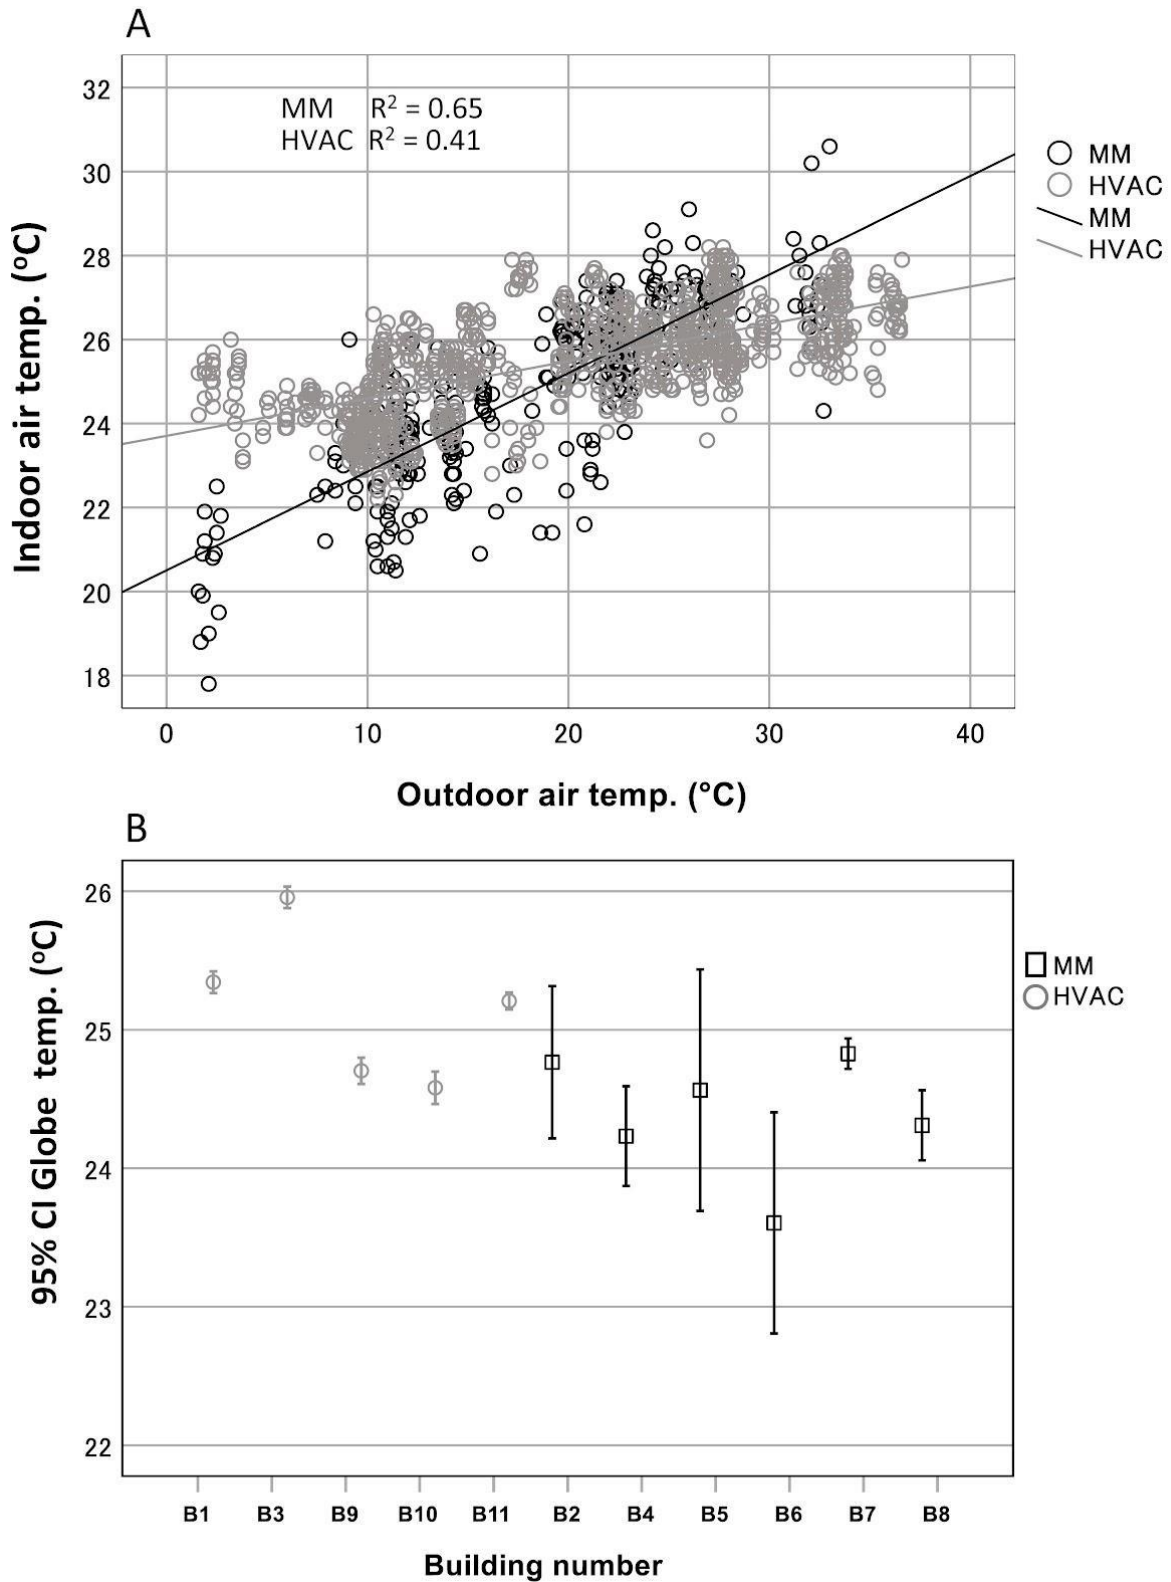 A
MM R² = 0.65
HVAC R² = 0.41
32
30
28
26
24
22
20
18
Indoor air temp. (ºC)
0 10 20 30 40
Outdoor air temp. (°C)
MM
HVAC
MM
HVAC
B
26
25
24
23
22
95% CI Globe temp. (ºC)
B1 B3 B9 B10 B11 B2 B4 B5 B6 B7 B8
Building number
MM
HVAC